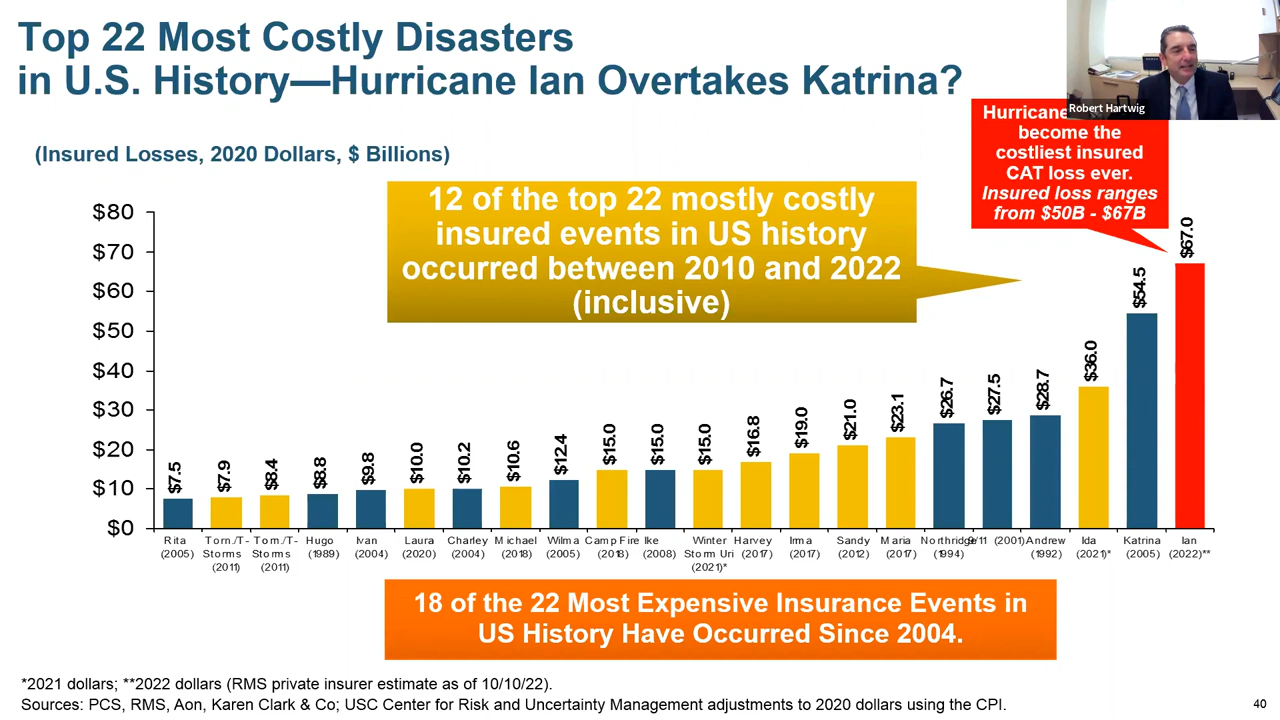 Top 22 Most Costly Disasters
in U.S. History—Hurricane Ian Overtakes Katrina?
Robert Hartwig
(Insured Losses, 2020 Dollars, $ Billions)
Hurricane
become the
costliest insured
CAT loss ever.
Insured loss ranges
from $50B - $67B
12 of the top 22 mostly costly
insured events in US history
occurred between 2010 and 2022
(inclusive)
$80
$70
$60
$50
$40
$30
$20
$10
$0
$7.5
$7.9
$8.4
$8.8
$9.8
$10.0
$10.2
$10.6
$12.4
$15.0
$15.0
$15.0
$16.8
$19.0
$21.0
$23.1
$26.7
$27.5
$28.7
$36.0
$54.5
$67.0
Rita
(2005)
Torn./T-
Storms
(2011)
Torn./T-
Storms
(2011)
Hugo
(1989)
Ivan
(2004)
Laura
(2020)
Charley
(2004)
Michael
(2018)
Wilma
(2005)
Camp Fire
(2018)
Ike
(2008)
Winter
Storm Uri
(2021)*
Harvey
(2017)
Irma
(2017)
Sandy
(2012)
Maria
(2017)
Northridge
(1994)
9/11 (2001)
Andrew
(1992)
Ida
(2021)*
Katrina
(2005)
Ian
(2022)**
18 of the 22 Most Expensive Insurance Events in
US History Have Occurred Since 2004.
*2021 dollars; **2022 dollars (RMS private insurer estimate as of 10/10/22).
Sources: PCS, RMS, Aon, Karen Clark & Co; USC Center for Risk and Uncertainty Management adjustments to 2020 dollars using the CPI.
40